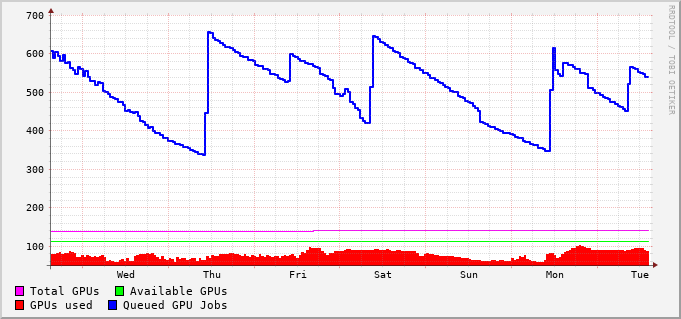 700
600
500
400
300
200
100
Wed Thu Fri Sat Sun Mon Tue
Total GPUs Available GPUs
GPUs used Queued GPU Jobs
RRDTOOL / TOBI OETIKER